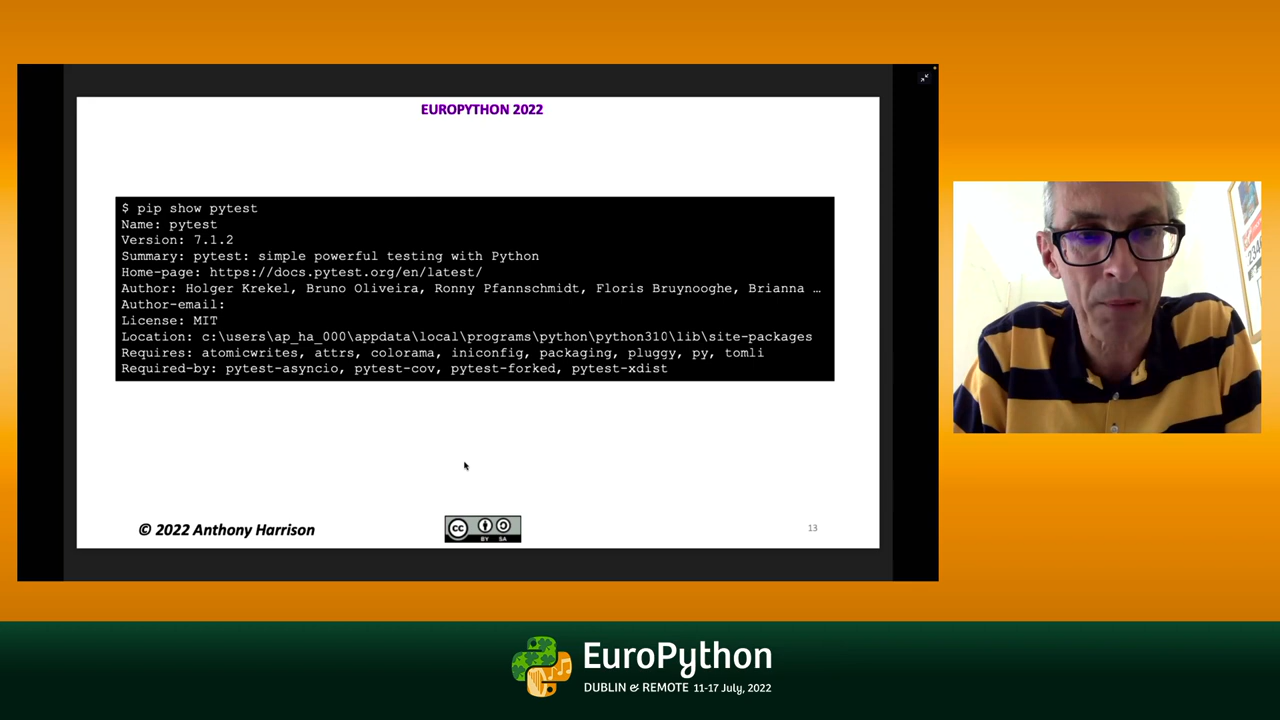 EUROPYTHON 2022
$ pip show pytest
Name: pytest
Version: 7.1.2
Summary: pytest: simple powerful testing with Python
Home-page: https://docs.pytest.org/en/latest/
Author: Holger Krekel, Bruno Oliveira, Ronny Pfannschmidt, Floris Bruynooghe, Brianna …
Author-email:
License: MIT
Location: c:\users\ap_ha_000\appdata\local\programs\python\python310\lib\site-packages
Requires: atomicwrites, attrs, colorama, iniconfig, packaging, pluggy, py, tomli
Required-by: pytest-asyncio, pytest-cov, pytest-forked, pytest-xdist
© 2022 Anthony Harrison
CC BY SA
13
EuroPython
DUBLIN & REMOTE 11-17 July, 2022